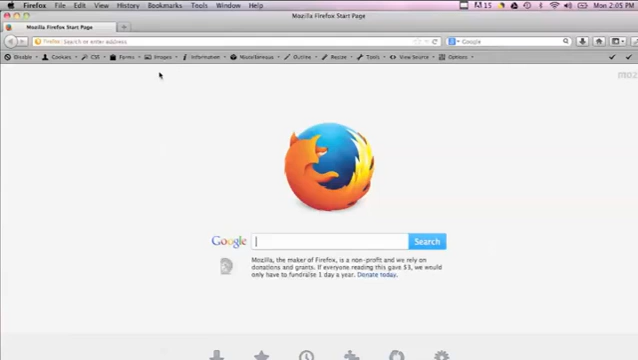 Firefox File Edit View History Bookmarks Tools Window Help 15 Mon 2:05 PM
Mozilla Firefox Start Page
Mozilla Firefox Start Page
Firefox Search or enter address Google
Disable Cookies CSS Forms Images Information Miscellaneous Outline Resize Tools View Source Options
moz
Google Search
Mozilla, the maker of Firefox, is a non-profit and we rely on
donations and grants. If everyone reading this gave $3, we would
only have to fundraise 1 day a year. Donate today.